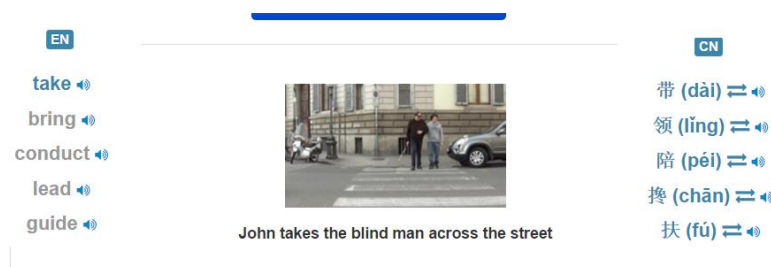 EN
take
bring
conduct
lead
guide
John takes the blind man across the street
CN
带 (dài)
领 (lǐng)
陪 (péi)
搀 (chān)
扶 (fú)